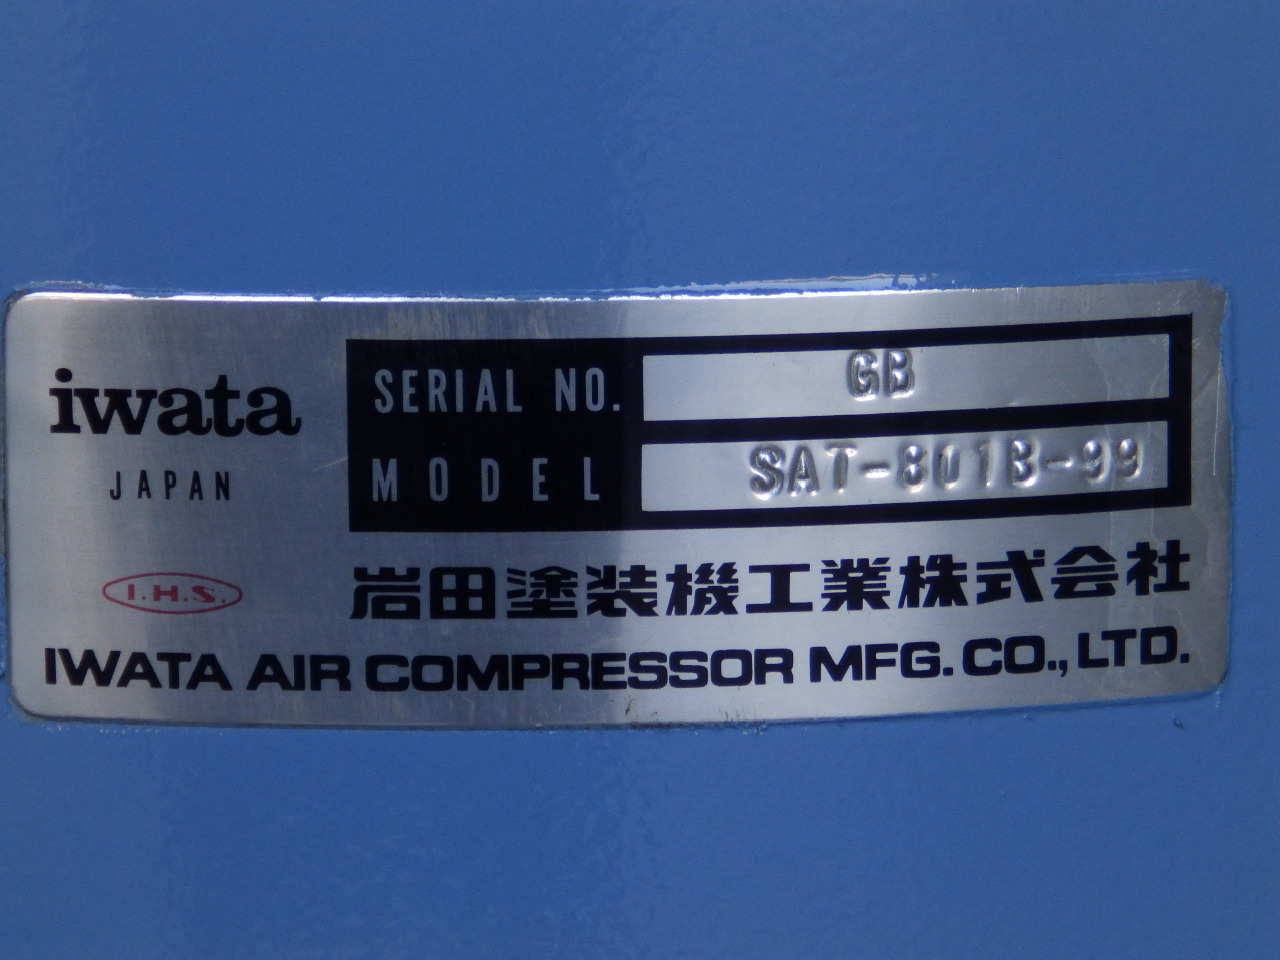 iwata
JAPAN
I.H.S.
SERIAL NO. GB
MODEL SAT-801B-99
岩田塗装機工業株式会社
IWATA AIR COMPRESSOR MFG. CO., LTD.